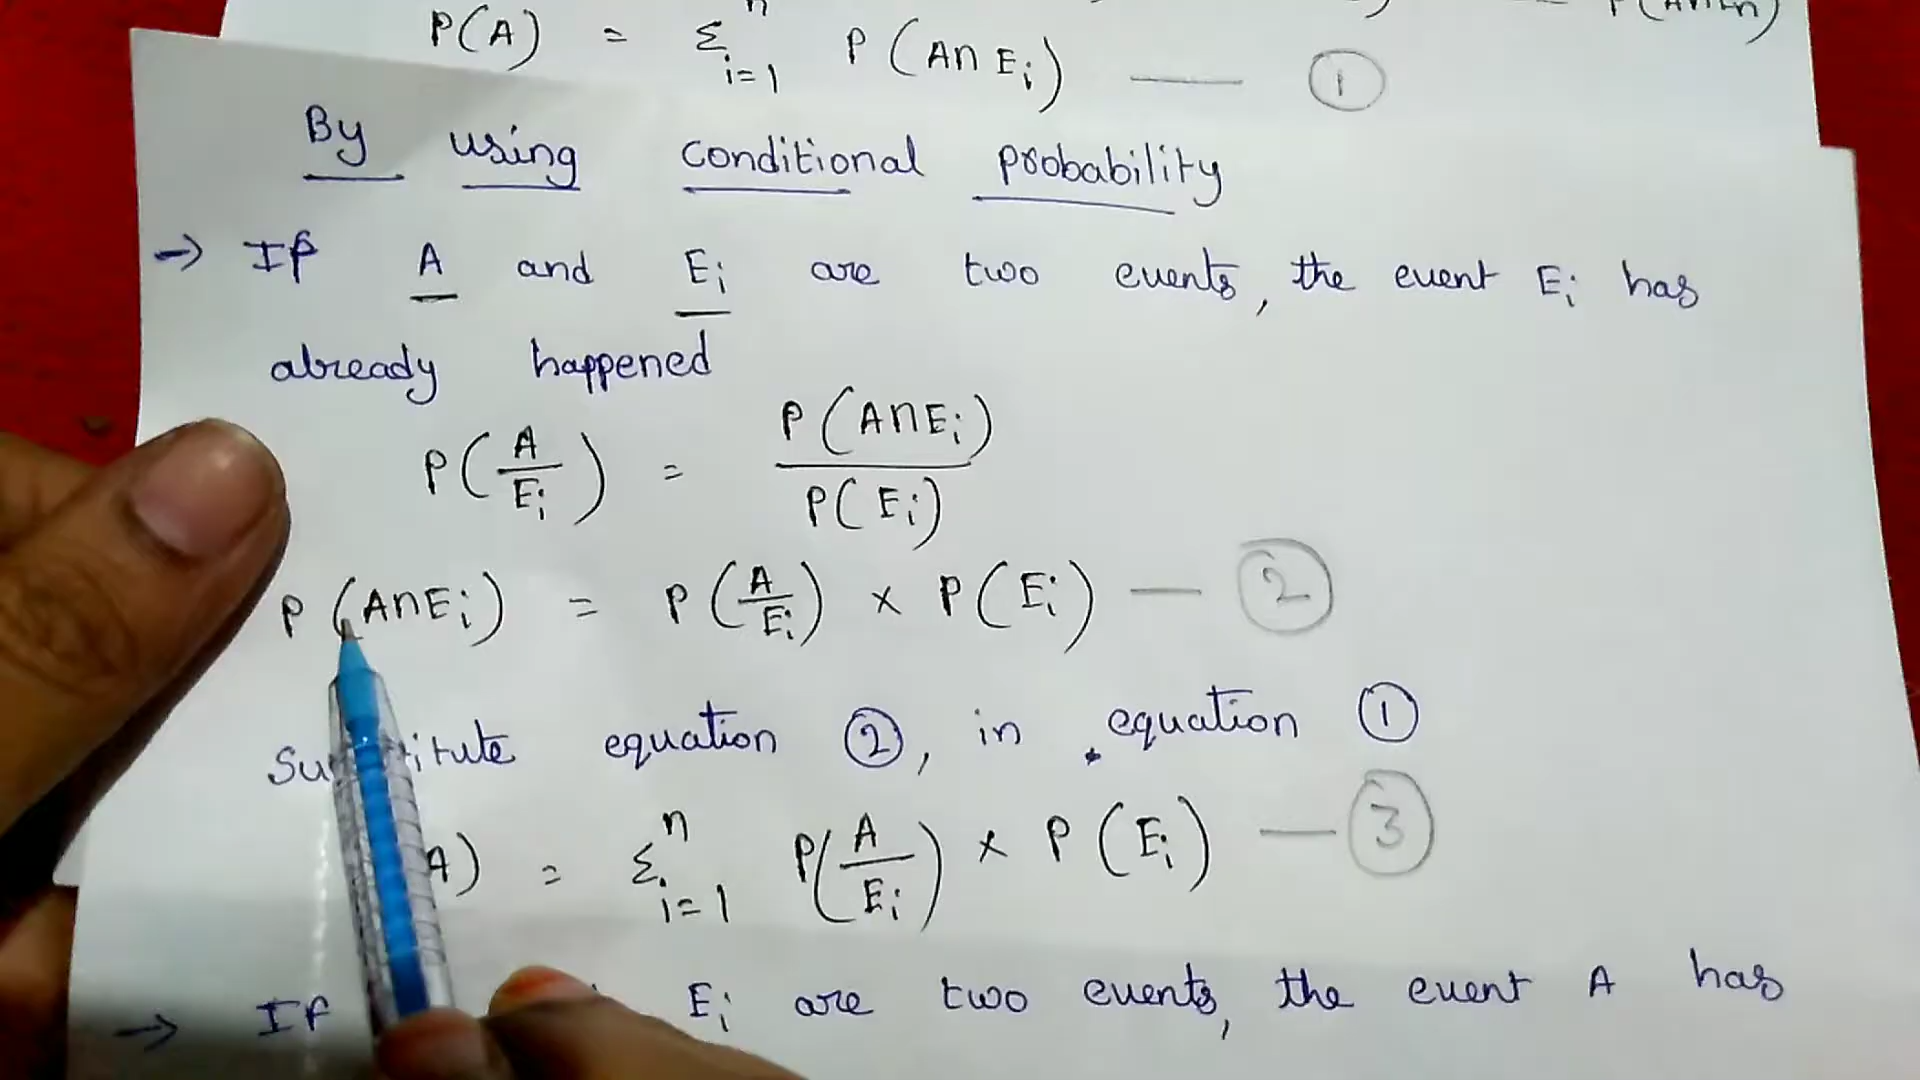 P(A∩En)
P(A) = Σ i=1 n P(A∩Ei) — ①
By using conditional probability
→ If A and Ei are two events, the event Ei has
already happened
P(A/Ei) = P(A∩Ei) / P(Ei)
P(A∩Ei) = P(A/Ei) × P(Ei) — ②
Su itute equation ②, in equation ①
A) = Σ i=1 n P(A/Ei) × P(Ei) — ③
→ If Ei are two events, the event A has